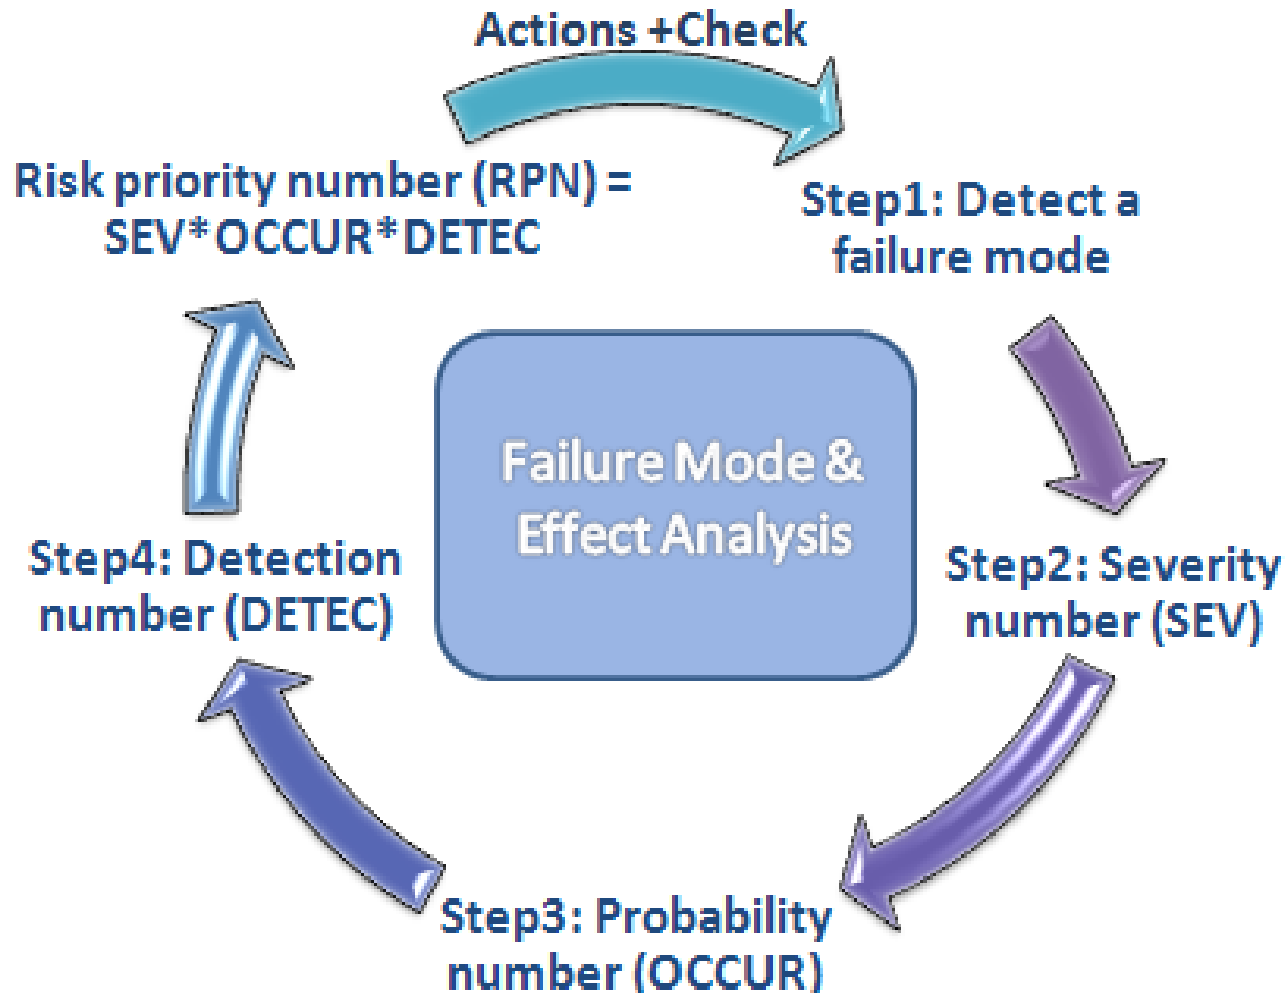 Actions +Check
Risk priority number (RPN) =
SEV*OCCUR*DETEC
Step1: Detect a
failure mode
Failure Mode &
Effect Analysis
Step2: Severity
number (SEV)
Step3: Probability
number (OCCUR)
Step4: Detection
number (DETEC)